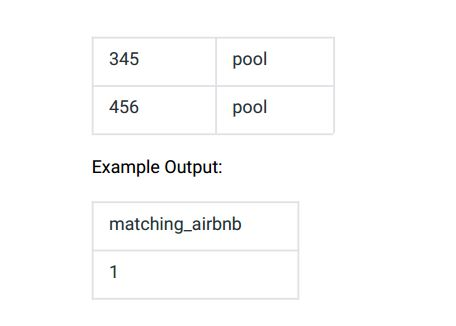 345 pool
456 pool
Example Output:
matching_airbnb
1